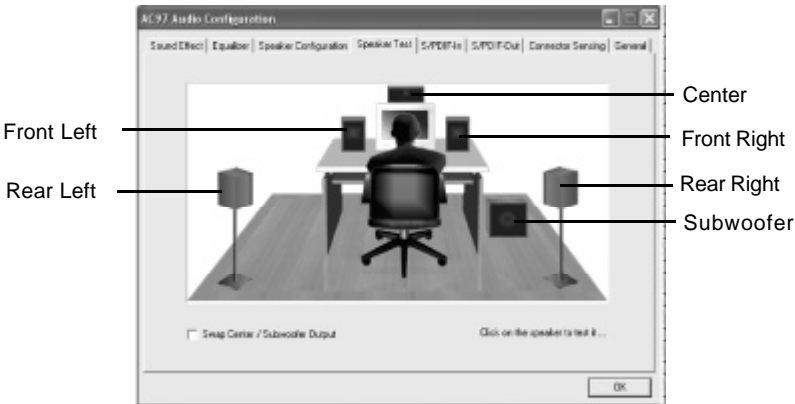 AC97 Audio Configuration
Sound Effect Equalizer Speaker Configuration Speaker Test S/PDIF-In S/PDIF-Out Connector Sensing General
Center
Front Left
Front Right
Rear Left
Rear Right
Subwoofer
Swap Center / Subwoofer Output
Click on the speaker to test it ...
OK